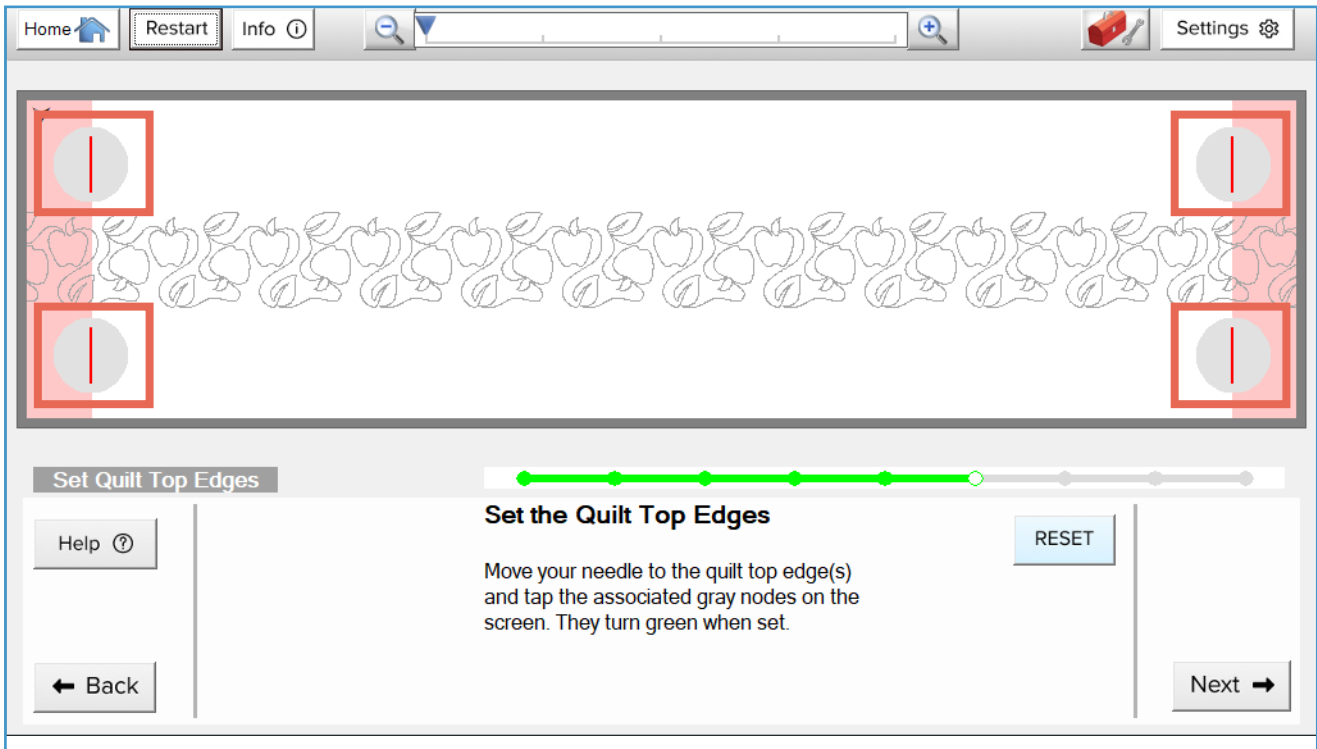 Home Restart Info Settings
Set Quilt Top Edges
Set the Quilt Top Edges
Help
RESET
Move your needle to the quilt top edge(s)
and tap the associated gray nodes on the
screen. They turn green when set.
Back
Next